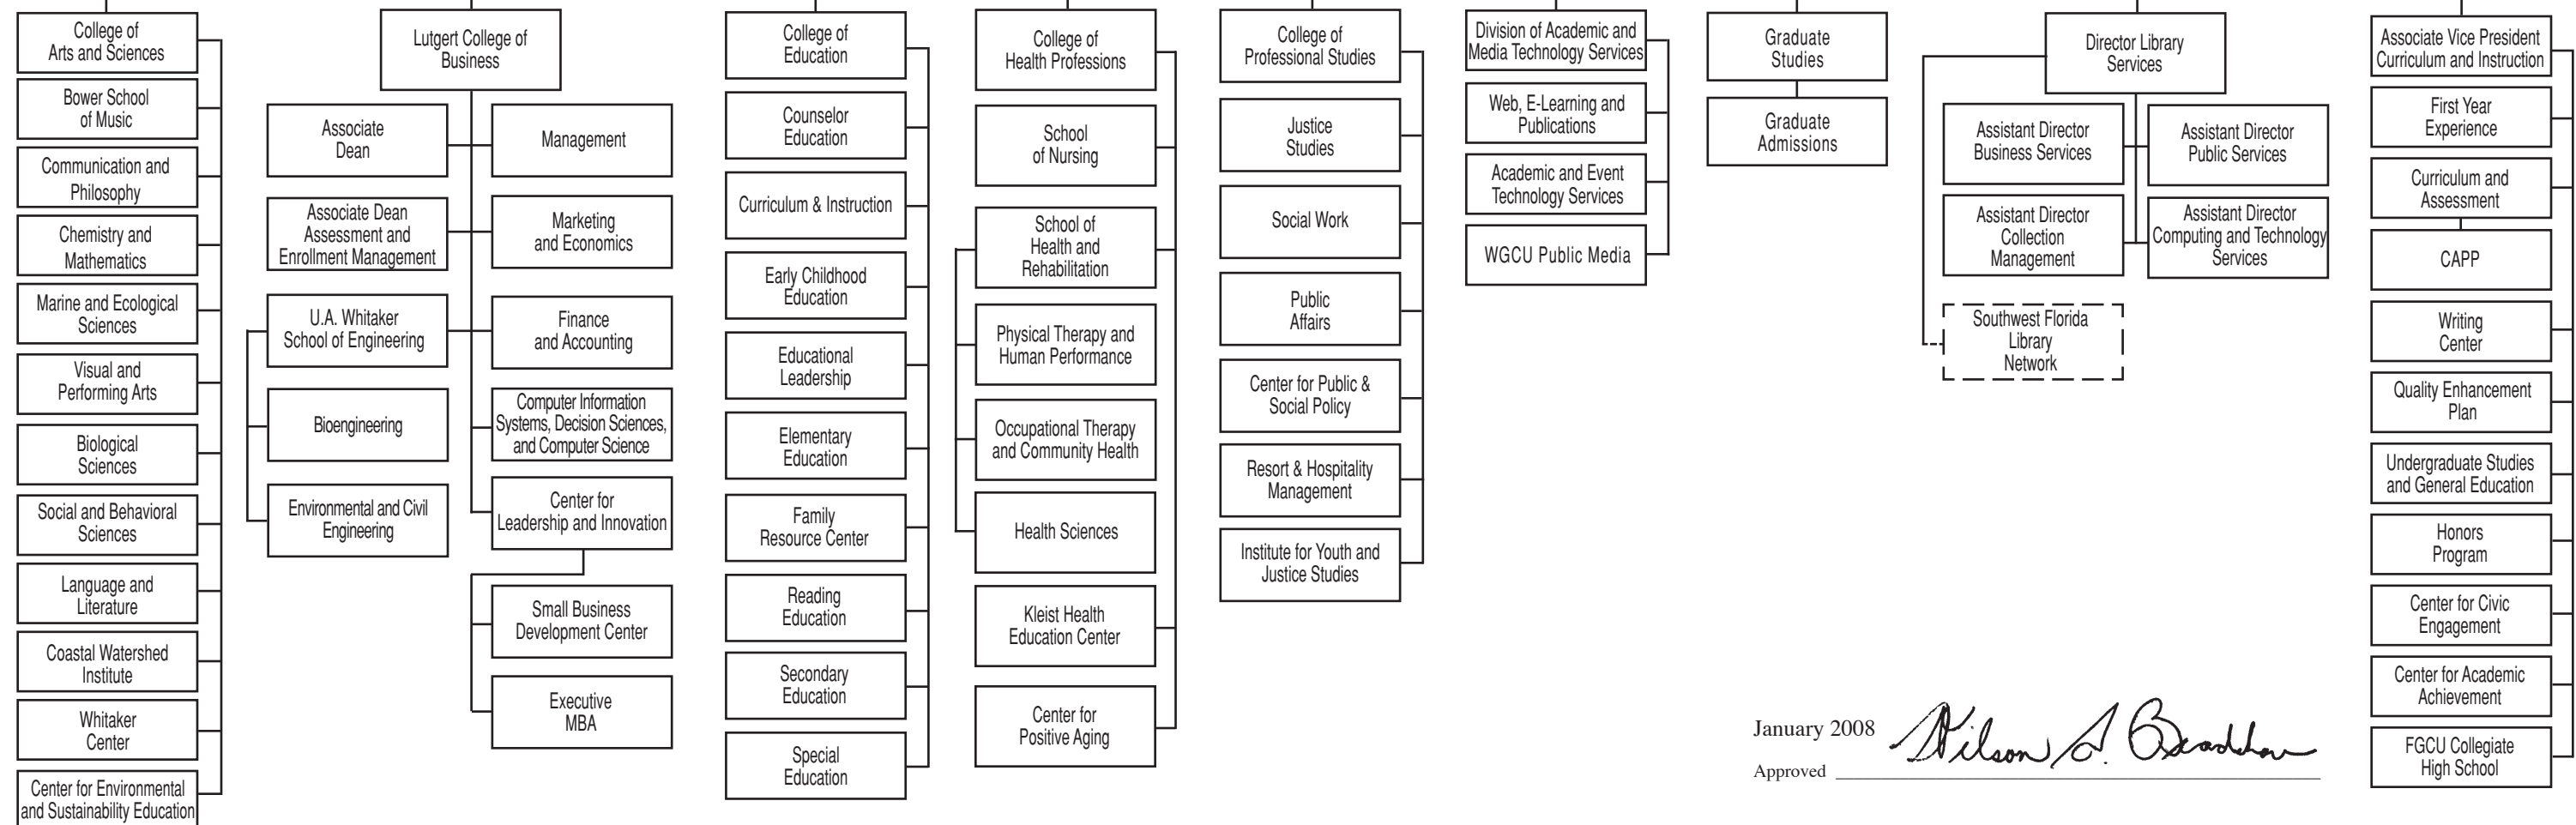 College of
Arts and Sciences
Bower School
of Music
Communication and
Philosophy
Chemistry and
Mathematics
Marine and Ecological
Sciences
Visual and
Performing Arts
Biological
Sciences
Social and Behavioral
Sciences
Language and
Literature
Coastal Watershed
Institute
Whitaker
Center
Center for Environmental
and Sustainability Education
Lutgert College of
Business
Associate
Dean
Management
Associate Dean
Assessment and
Enrollment Management
Marketing
and Economics
U.A. Whitaker
School of Engineering
Finance
and Accounting
Bioengineering
Computer Information
Systems, Decision Sciences,
and Computer Science
Environmental and Civil
Engineering
Center for
Leadership and Innovation
Small Business
Development Center
Executive
MBA
College of
Education
Counselor
Education
Curriculum & Instruction
Early Childhood
Education
Educational
Leadership
Elementary
Education
Family
Resource Center
Reading
Education
Secondary
Education
Special
Education
College of
Health Professions
School
of Nursing
School of
Health and
Rehabilitation
Physical Therapy and
Human Performance
Occupational Therapy
and Community Health
Health Sciences
Kleist Health
Education Center
Center for
Positive Aging
College of
Professional Studies
Justice
Studies
Social Work
Public
Affairs
Center for Public &
Social Policy
Resort & Hospitality
Management
Institute for Youth and
Justice Studies
Division of Academic and
Media Technology Services
Web, E-Learning and
Publications
Academic and Event
Technology Services
WGCU Public Media
Graduate
Studies
Graduate
Admissions
Director Library
Services
Assistant Director
Business Services
Assistant Director
Public Services
Assistant Director
Collection
Management
Assistant Director
Computing and Technology
Services
Southwest Florida
Library
Network
Associate Vice President
Curriculum and Instruction
First Year
Experience
Curriculum and
Assessment
CAPP
Writing
Center
Quality Enhancement
Plan
Undergraduate Studies
and General Education
Honors
Program
Center for Civic
Engagement
Center for Academic
Achievement
FGCU Collegiate
High School
January 2008
Approved
Wilson G. Bradshaw